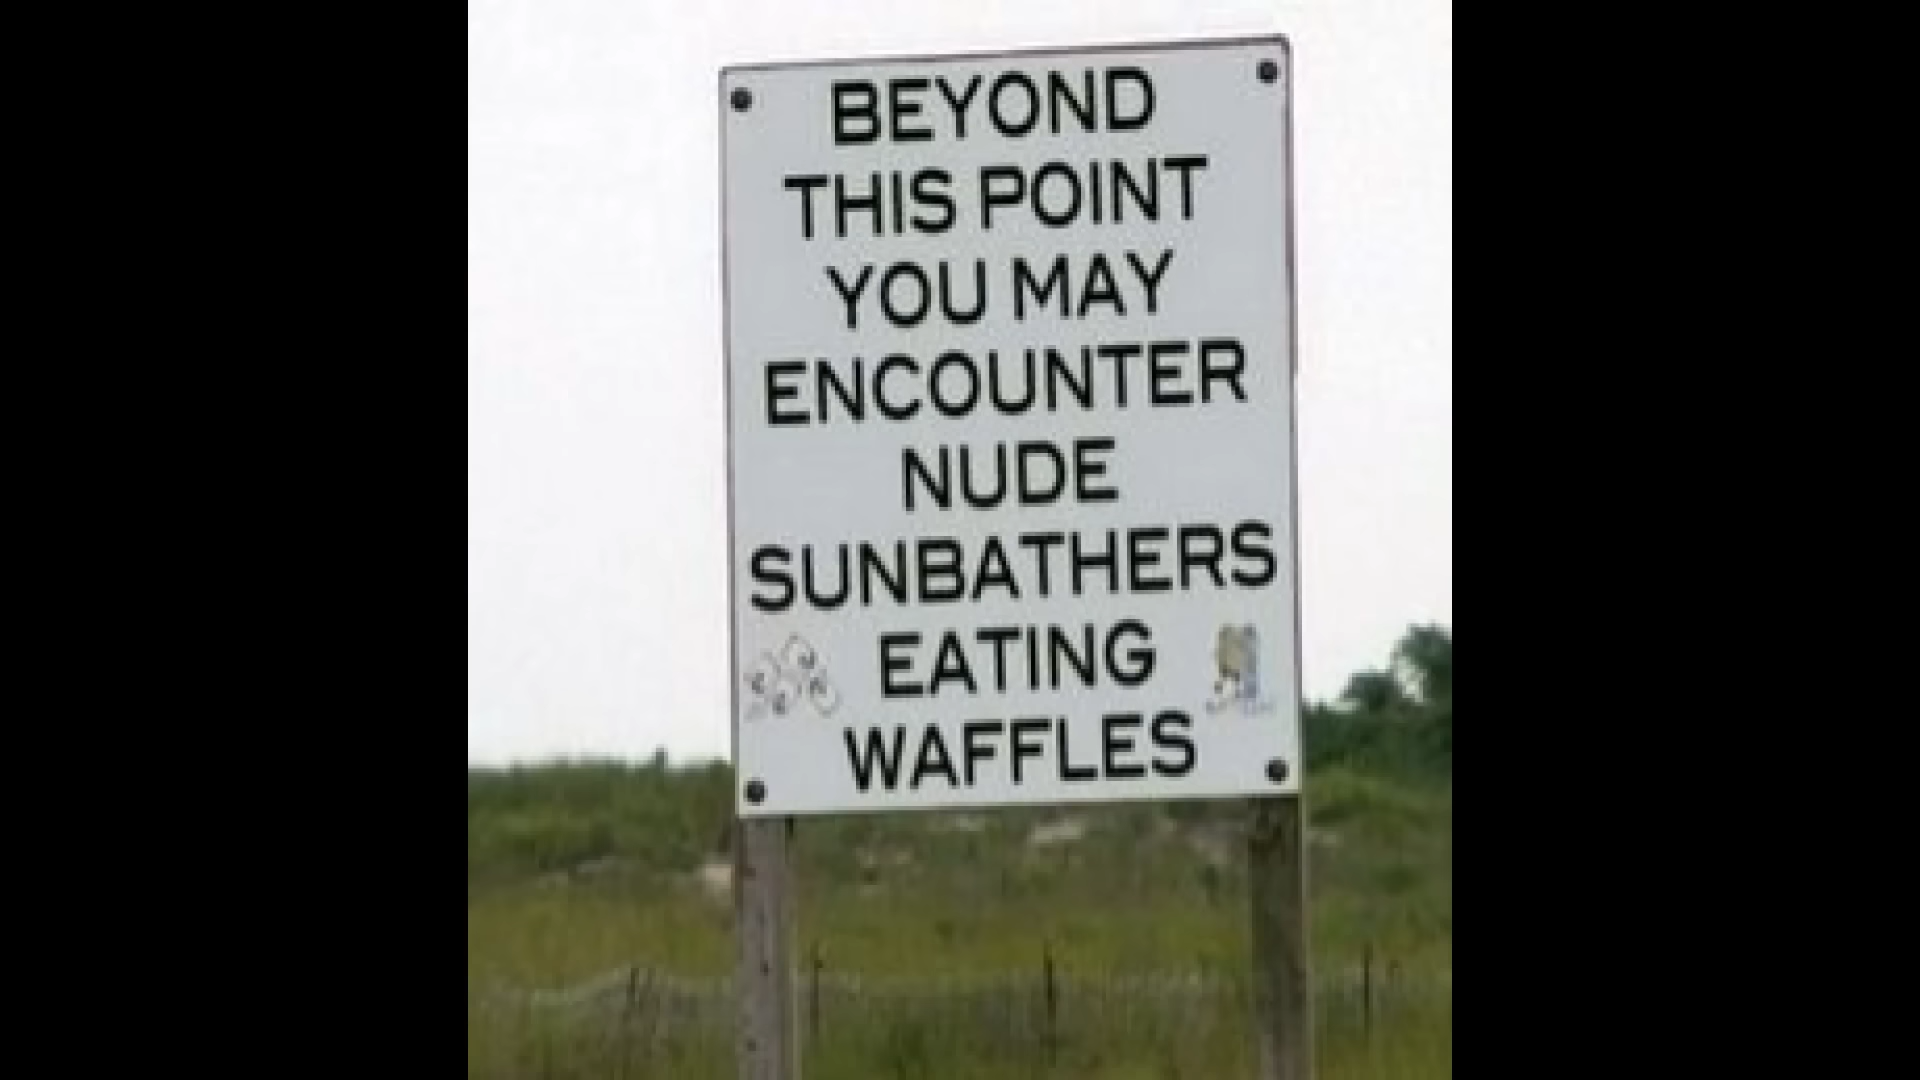 BEYOND
THIS POINT
YOU MAY
ENCOUNTER
NUDE
SUNBATHERS
EATING
WAFFLES